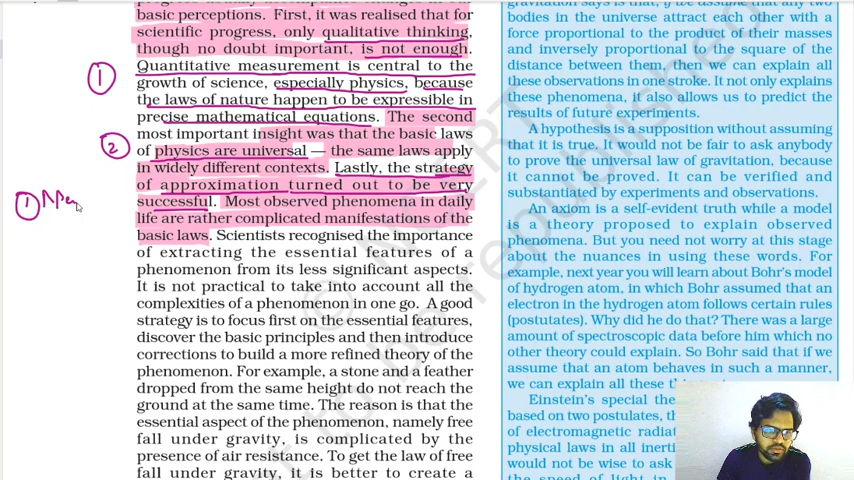 basic perceptions. First, it was realised that for
scientific progress, only qualitative thinking,
though no doubt important, is not enough.
Quantitative measurement is central to the
growth of science, especially physics, because
the laws of nature happen to be expressible in
precise mathematical equations. The second
most important insight was that the basic laws
of physics are universal — the same laws apply
in widely different contexts. Lastly, the strategy
of approximation turned out to be very
successful. Most observed phenomena in daily
life are rather complicated manifestations of the
basic laws. Scientists recognised the importance
of extracting the essential features of a
phenomenon from its less significant aspects.
It is not practical to take into account all the
complexities of a phenomenon in one go. A good
strategy is to focus first on the essential features,
discover the basic principles and then introduce
corrections to build a more refined theory of the
phenomenon. For example, a stone and a feather
dropped from the same height do not reach the
ground at the same time. The reason is that the
essential aspect of the phenomenon, namely free
fall under gravity, is complicated by the
presence of air resistance. To get the law of free
fall under gravity, it is better to create a
1
2
1
gravitation says is that, if we assume that any two
bodies in the universe attract each other with a
force proportional to the product of their masses
and inversely proportional to the square of the
distance between them, then we can explain all
these observations in one stroke. It not only explains
these phenomena, it also allows us to predict the
results of future experiments.
A hypothesis is a supposition without assuming
that it is true. It would not be fair to ask anybody
to prove the universal law of gravitation, because
it cannot be proved. It can be verified and
substantiated by experiments and observations.
An axiom is a self-evident truth while a model
is a theory proposed to explain observed
phenomena. But you need not worry at this stage
about the nuances in using these words. For
example, next year you will learn about Bohr's model
of hydrogen atom, in which Bohr assumed that an
electron in the hydrogen atom follows certain rules
(postutates). Why did he do that? There was a large
amount of spectroscopic data before him which no
other theory could explain. So Bohr said that if we
assume that an atom behaves in such a manner,
we can explain all these
Einstein's special
based on two postulates,
of electromagnetic
physical laws in all
would not be wise to ask
the speed of light in